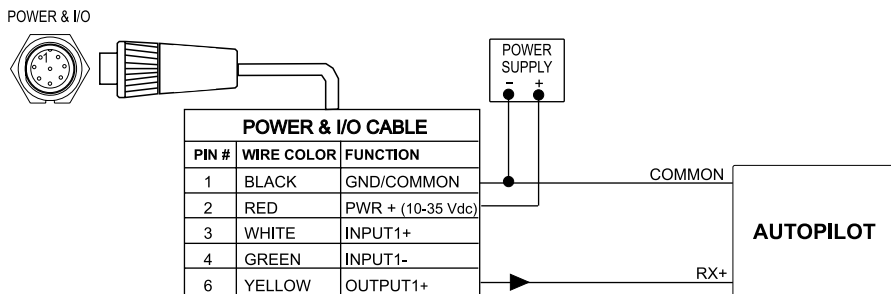 POWER & I/O
1
POWER
SUPPLY
- +
POWER & I/O CABLE
PIN # WIRE COLOR FUNCTION
1 BLACK GND/COMMON
2 RED PWR + (10-35 Vdc)
3 WHITE INPUT1+
4 GREEN INPUT1-
6 YELLOW OUTPUT1+
COMMON
AUTOPILOT
RX+